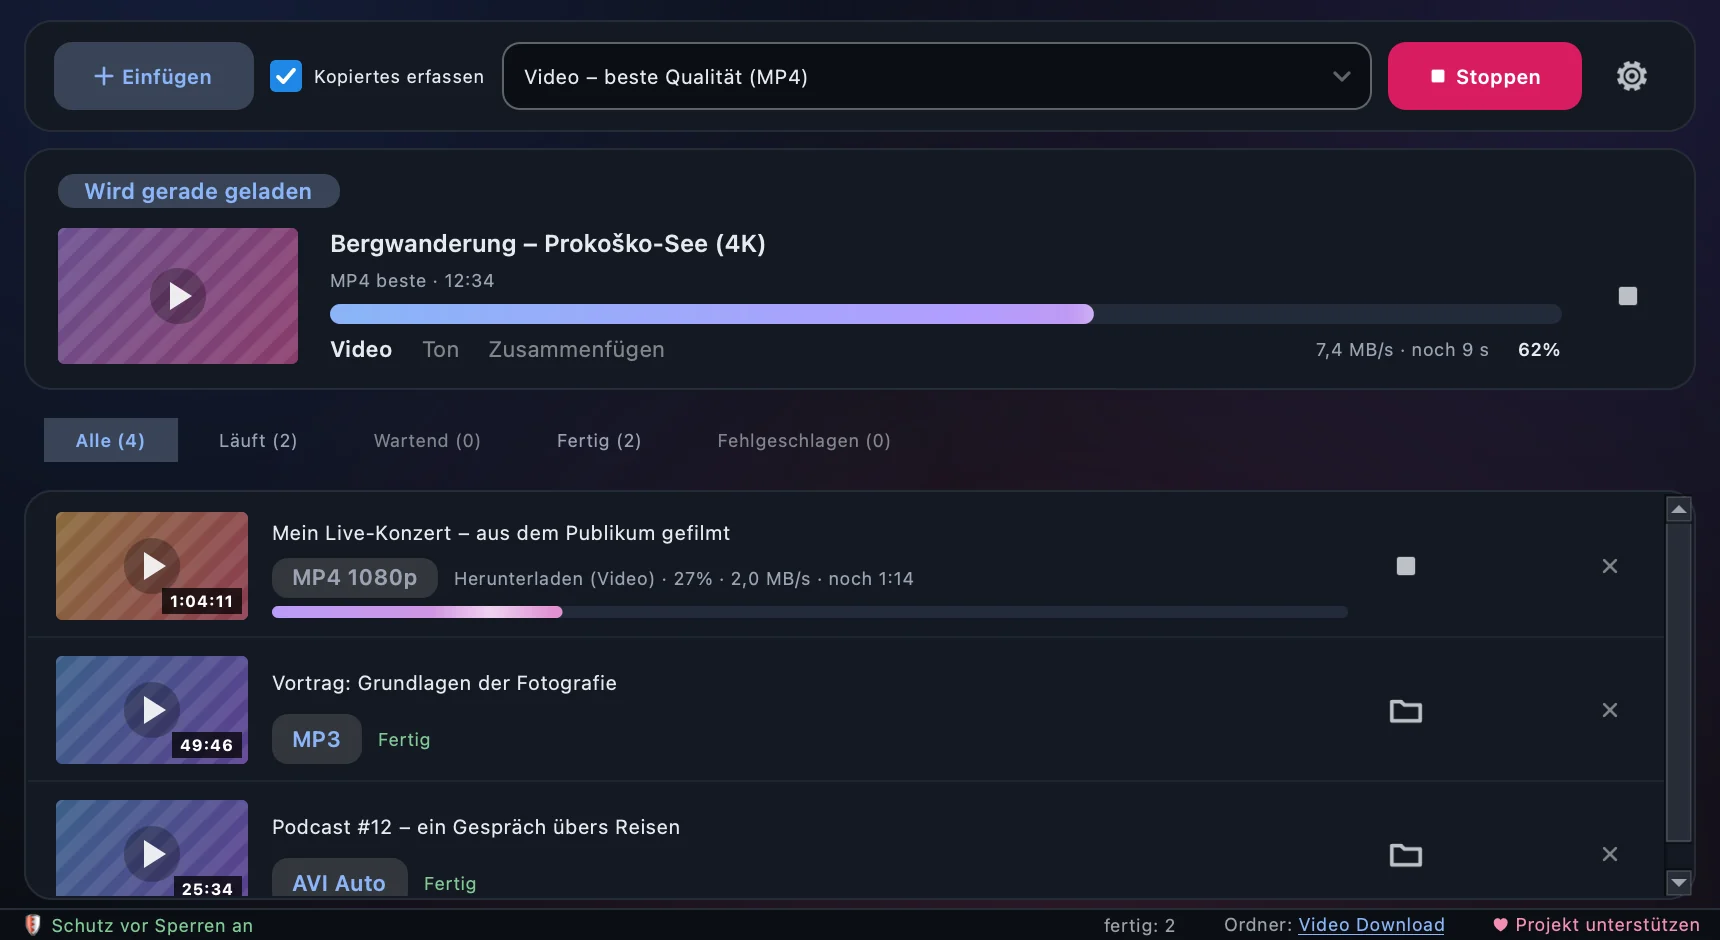 Einfügen
Kopiertes erfassen
Video – beste Qualität (MP4)
Stoppen
Wird gerade geladen
Bergwanderung – Prokoško-See (4K)
MP4 beste · 12:34
Video Ton Zusammenfügen
7,4 MB/s · noch 9 s 62%
Alle (4) Läuft (2) Wartend (0) Fertig (2) Fehlgeschlagen (0)
Mein Live-Konzert – aus dem Publikum gefilmt
MP4 1080p Herunterladen (Video) · 27% · 2,0 MB/s · noch 1:14
1:04:11
Vortrag: Grundlagen der Fotografie
MP3 Fertig
49:46
Podcast #12 – ein Gespräch übers Reisen
AVI Auto Fertig
25:34
Schutz vor Sperren an
fertig: 2
Ordner: Video Download
Projekt unterstützen